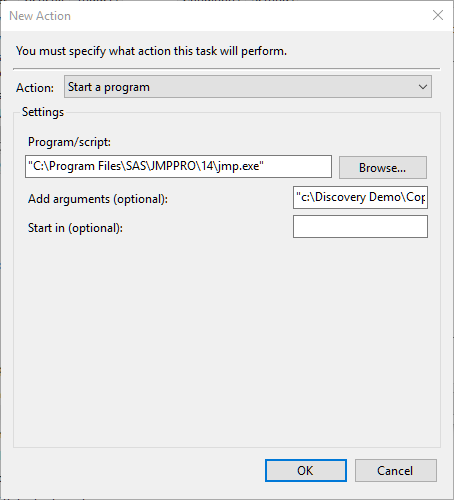 New Action
You must specify what action this task will perform.
Action: Start a program
Settings
Program/script:
"C:\Program Files\SAS\JMPPRO\14\jmp.exe" Browse...
Add arguments (optional): "c:\Discovery Demo\Cop
Start in (optional):
OK Cancel